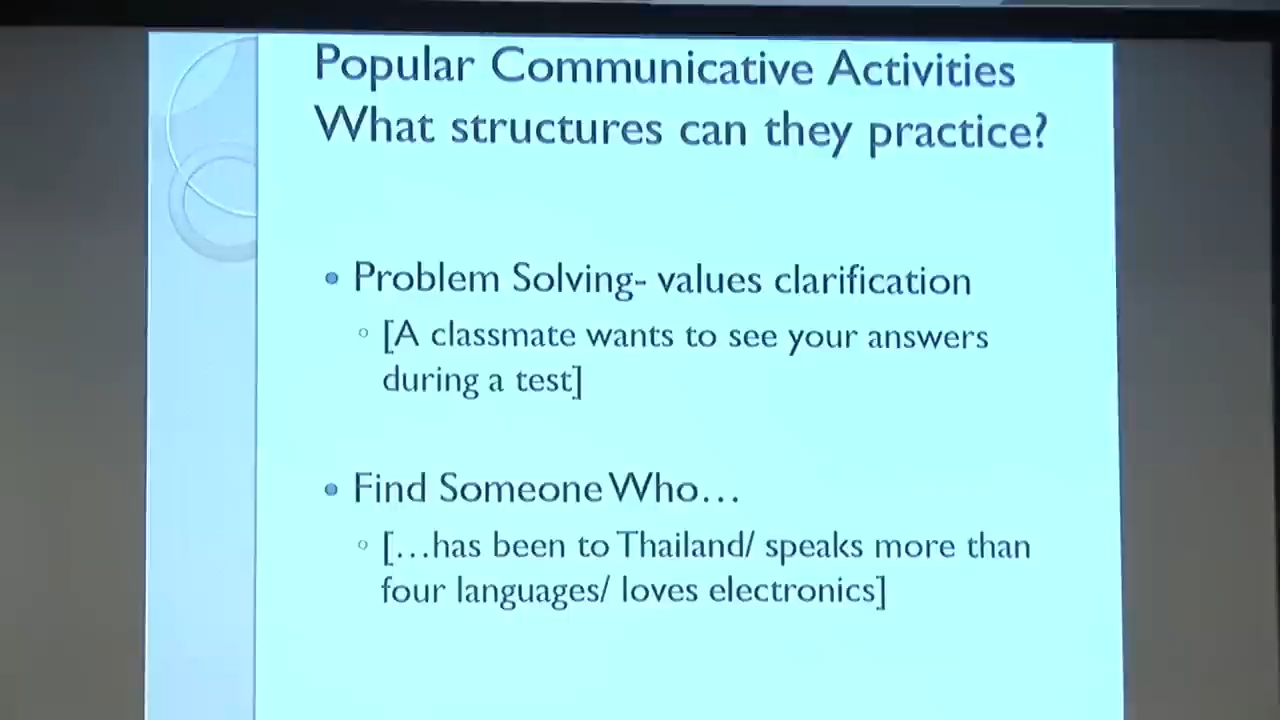 Popular Communicative Activities
What structures can they practice?
• Problem Solving- values clarification
◦ [A classmate wants to see your answers
during a test]
• Find Someone Who…
◦ […has been to Thailand/ speaks more than
four languages/ loves electronics]